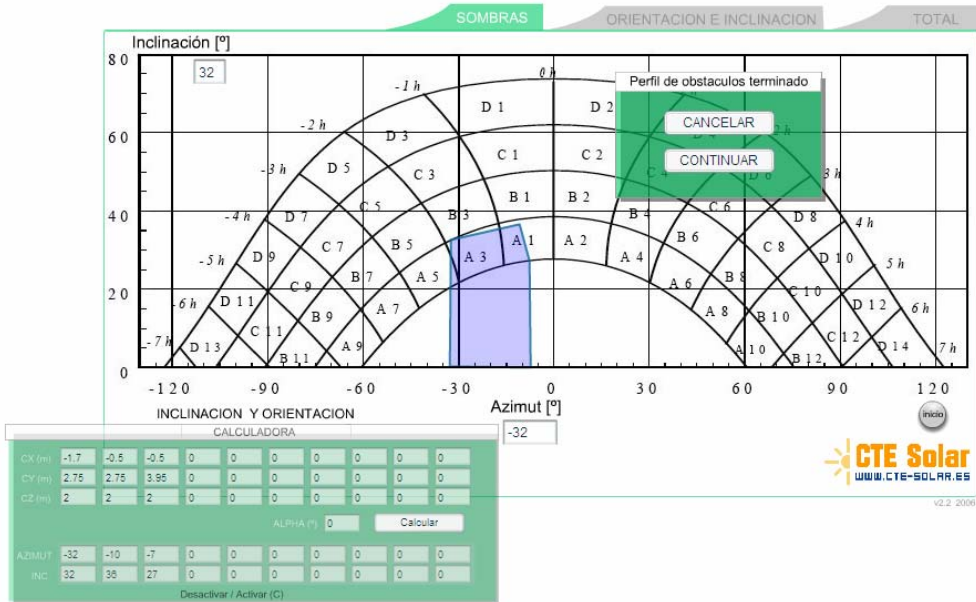 SOMBRAS ORIENTACION E INCLINACION TOTAL
Inclinación [º]
80
32
0 h
Perfil de obstaculos terminado
-1 h
D 1 D 2
CANCELAR
-2 h
60
D 3 D 4 2 h
C 1 C 2
CONTINUAR
-3 h D 5 C 3 C 4 D 6 3 h
B 1 B 2
40
-4 h D 7 C 5 B 3 B 4 C 6 D 8 4 h
C 7 B 5 A 1 A 2 B 6 C 8
-5 h D 9 A 3 A 4 D 10 5 h
B 7 A 5 A 6 B 8
20
-6 h D 11 C 9 A 7 A 8 C 10 D 12 6 h
B 9 B 10
-7 h D 13 C 11 A 9 A 10 C 12 D 14 7 h
B 11 B 12
0
-120 -90 -60 -30 0 30 60 90 120
INCLINACION Y ORIENTACION
Azimut [º]
-32
inicio
CALCULADORA
CX (m) -1.7 -0.5 -0.5 0 0 0 0 0 0 0
CY (m) 2.75 2.75 3.95 0 0 0 0 0 0 0
CZ (m) 2 2 2 0 0 0 0 0 0 0
ALPHA (º) 0 Calcular
AZIMUT -32 -10 -7 0 0 0 0 0 0 0
INC 32 36 27 0 0 0 0 0 0 0
Desactivar / Activar (C)
CTE Solar
WWW.CTE-SOLAR.ES
v2.2 2006